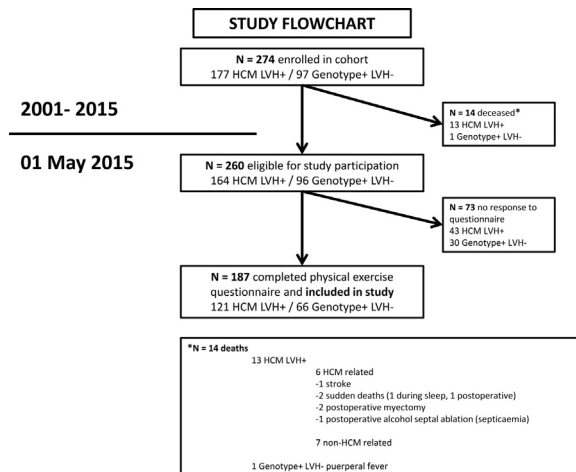 STUDY FLOWCHART
N = 274 enrolled in cohort
177 HCM LVH+ / 97 Genotype+ LVH-
2001- 2015
N = 14 deceased*
13 HCM LVH+
1 Genotype+ LVH-
01 May 2015
N = 260 eligible for study participation
164 HCM LVH+ / 96 Genotype+ LVH-
N = 73 no response to
questionnaire
43 HCM LVH+
30 Genotype+ LVH-
N = 187 completed physical exercise
questionnaire and included in study
121 HCM LVH+ / 66 Genotype+ LVH-
*N = 14 deaths
13 HCM LVH+
6 HCM related
-1 stroke
-2 sudden deaths (1 during sleep, 1 postoperative)
-2 postoperative myectomy
-1 postoperative alcohol septal ablation (septicaemia)
7 non-HCM related
1 Genotype+ LVH- puerperal fever